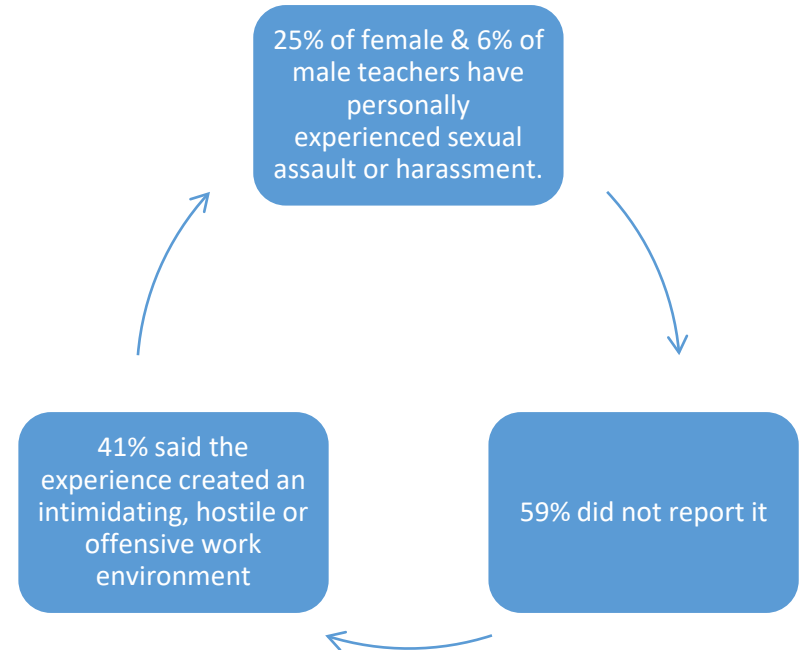 25% of female & 6% of
male teachers have
personally
experienced sexual
assault or harassment.
59% did not report it
41% said the
experience created an
intimidating, hostile or
offensive work
environment